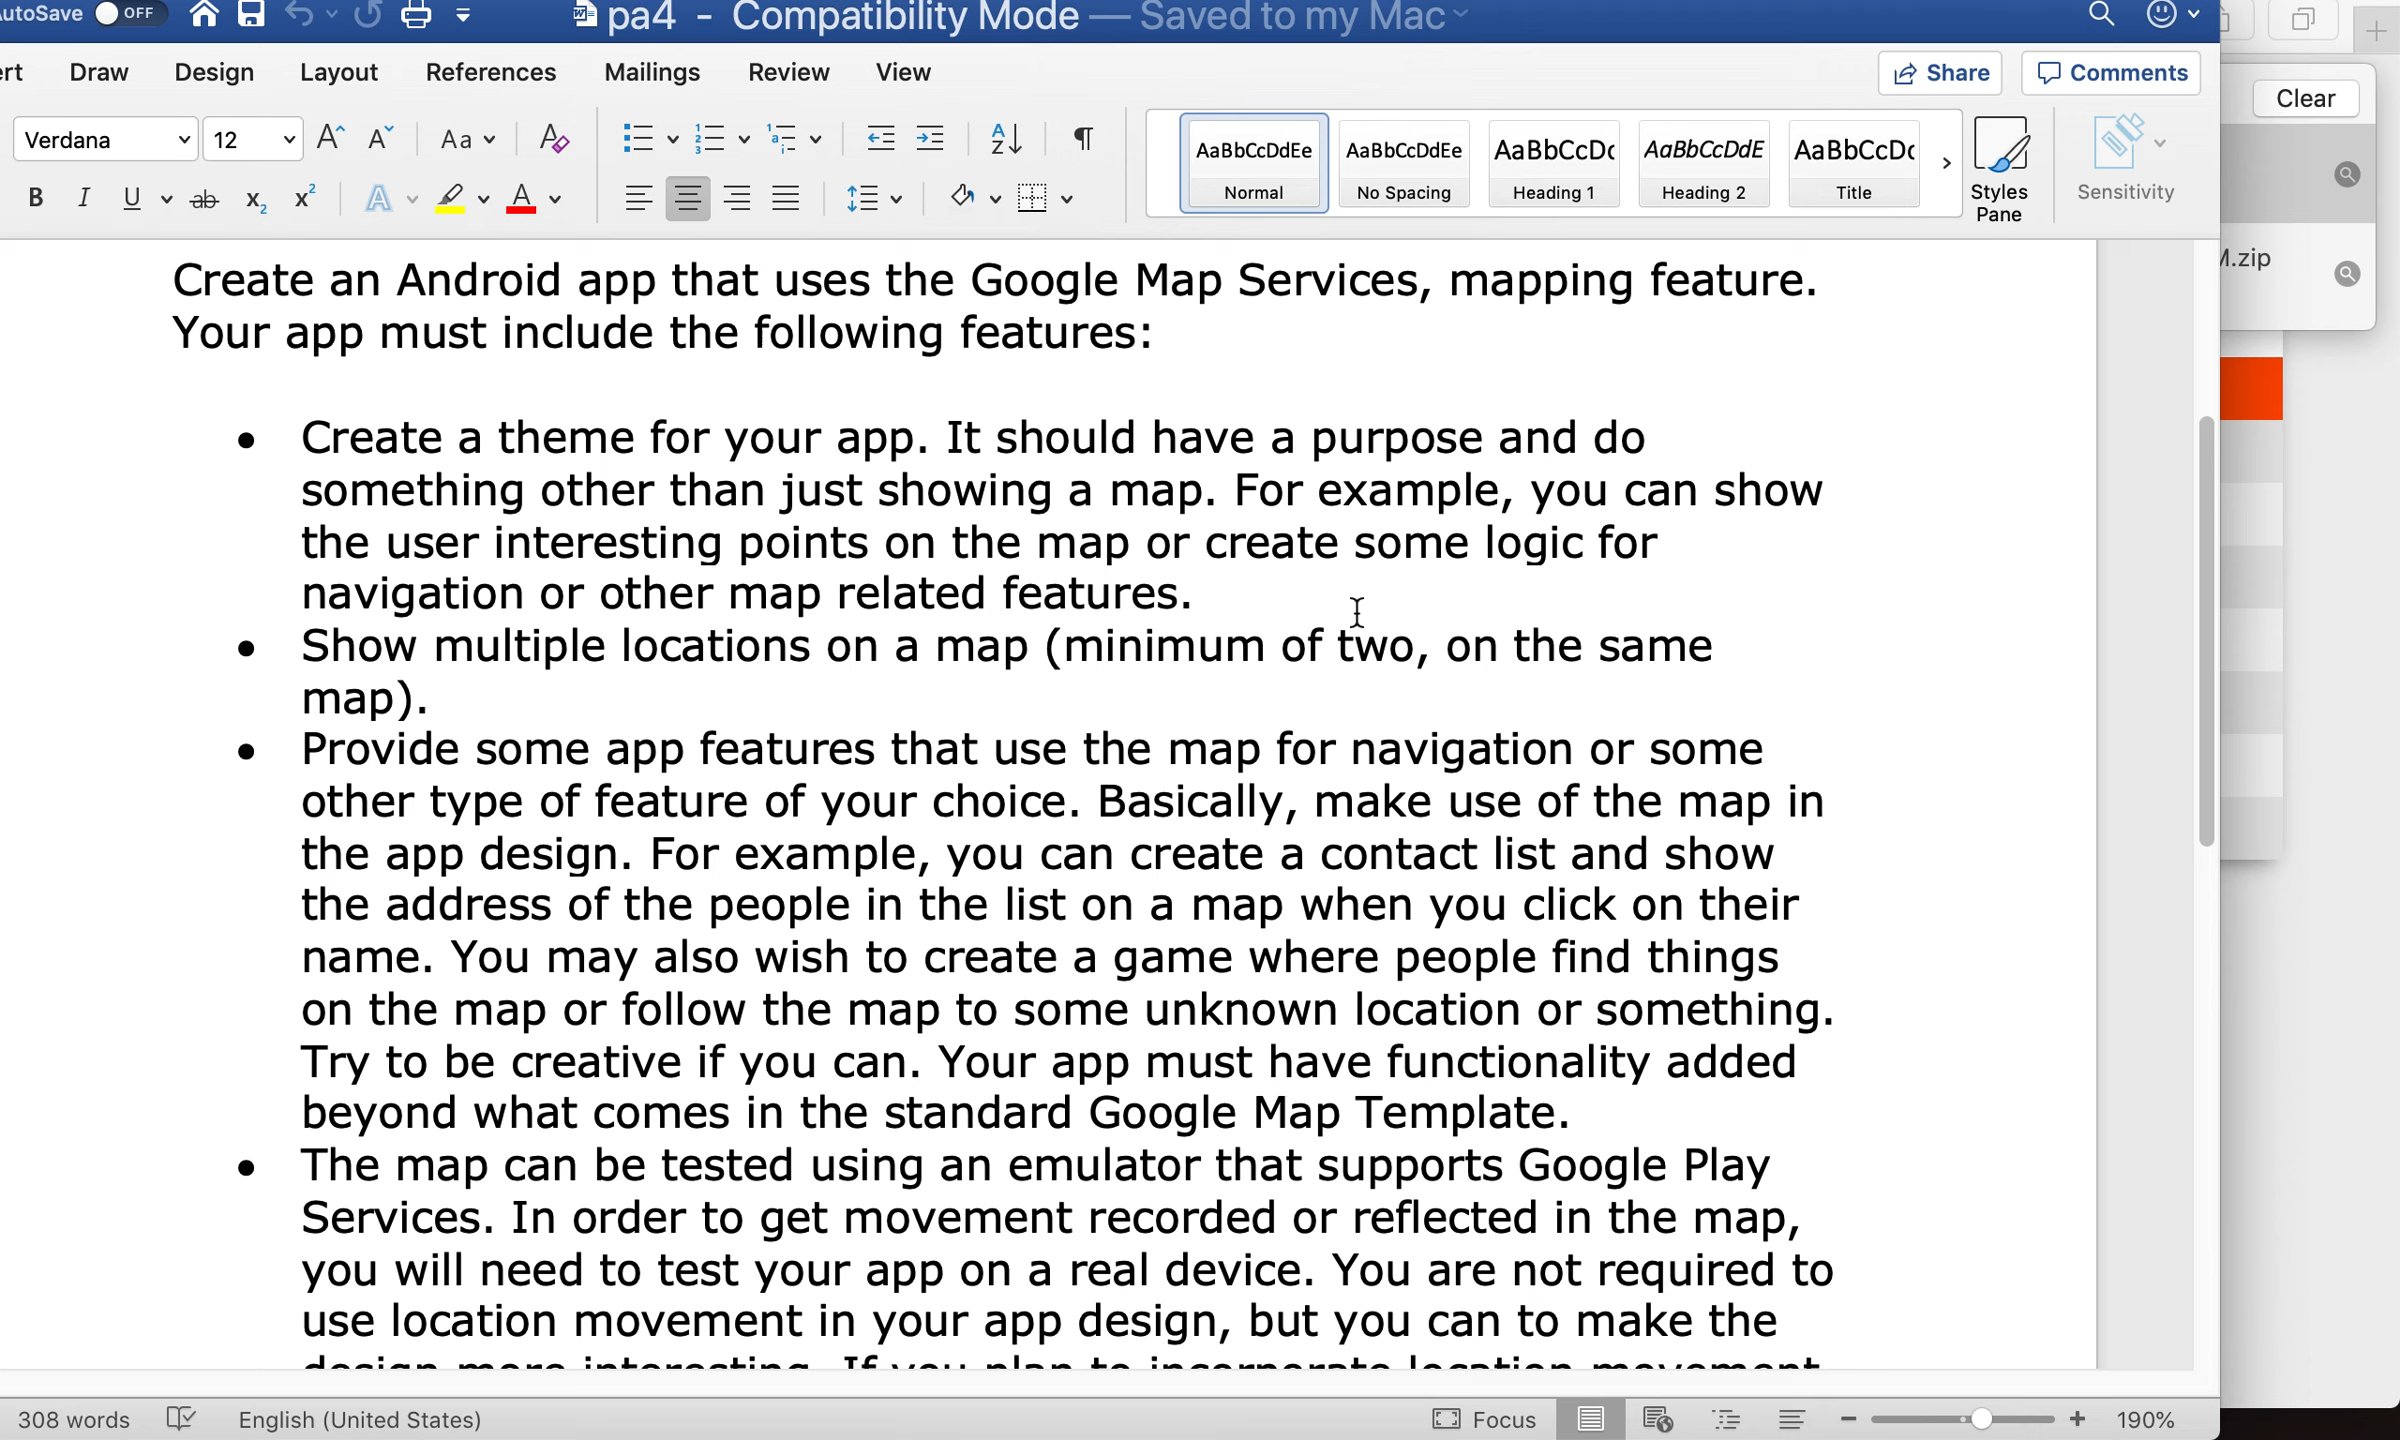 AutoSave OFF pa4 - Compatibility Mode — Saved to my Mac
ert Draw Design Layout References Mailings Review View Share Comments
Clear
Verdana 12 Aa
AaBbCcDdEe AaBbCcDdEe AaBbCcDc AaBbCcDdE AaBbCcDc
Normal No Spacing Heading 1 Heading 2 Title Styles Pane Sensitivity
M.zip
Create an Android app that uses the Google Map Services, mapping feature.
Your app must include the following features:
• Create a theme for your app. It should have a purpose and do
something other than just showing a map. For example, you can show
the user interesting points on the map or create some logic for
navigation or other map related features.
• Show multiple locations on a map (minimum of two, on the same
map).
• Provide some app features that use the map for navigation or some
other type of feature of your choice. Basically, make use of the map in
the app design. For example, you can create a contact list and show
the address of the people in the list on a map when you click on their
name. You may also wish to create a game where people find things
on the map or follow the map to some unknown location or something.
Try to be creative if you can. Your app must have functionality added
beyond what comes in the standard Google Map Template.
• The map can be tested using an emulator that supports Google Play
Services. In order to get movement recorded or reflected in the map,
you will need to test your app on a real device. You are not required to
use location movement in your app design, but you can to make the
design more interesting. If you plan to incorporate location movement
308 words English (United States) Focus 190%